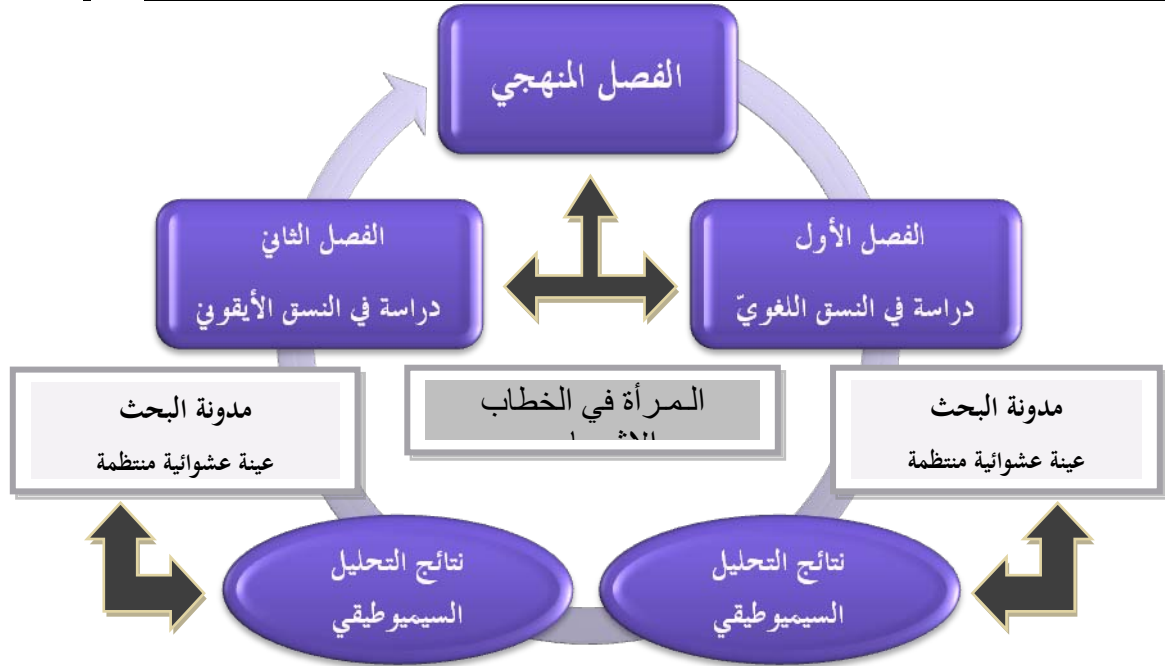 الفصل المنهجي
الفصل الأول
دراسة في النسق اللغويّ
الفصل الثاني
دراسة في النسق الأيقوني
مدونة البحث
عينة عشوائية منتظمة
المرأة في الخطاب
مدونة البحث
عينة عشوائية منتظمة
نتائج التحليل
السيميوطيقي
نتائج التحليل
السيميوطيقي